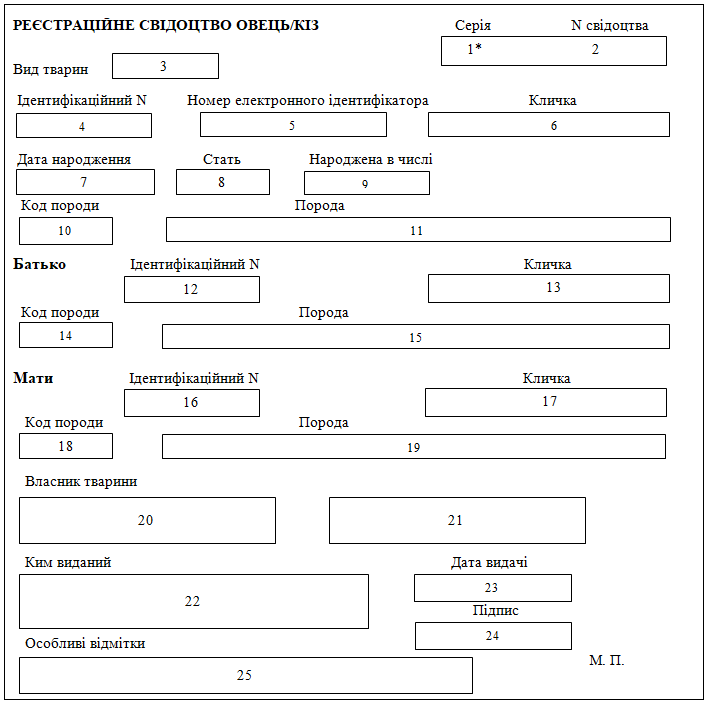 РЕЄСТРАЦІЙНЕ СВІДОЦТВО ОВЕЦЬ/КІЗ Серія N свідоцтва
1* 2
Вид тварин 3
Ідентифікаційний N Номер електронного ідентифікатора Кличка
4 5 6
Дата народження Стать Народжена в числі
7 8 9
Код породи Порода
10 11
Батько Ідентифікаційний N Кличка
12 13
Код породи Порода
14 15
Мати Ідентифікаційний N Кличка
16 17
Код породи Порода
18 19
Власник тварини
20 21
Ким виданий Дата видачі
22 23
Підпис
24
Особливі відмітки М. П.
25